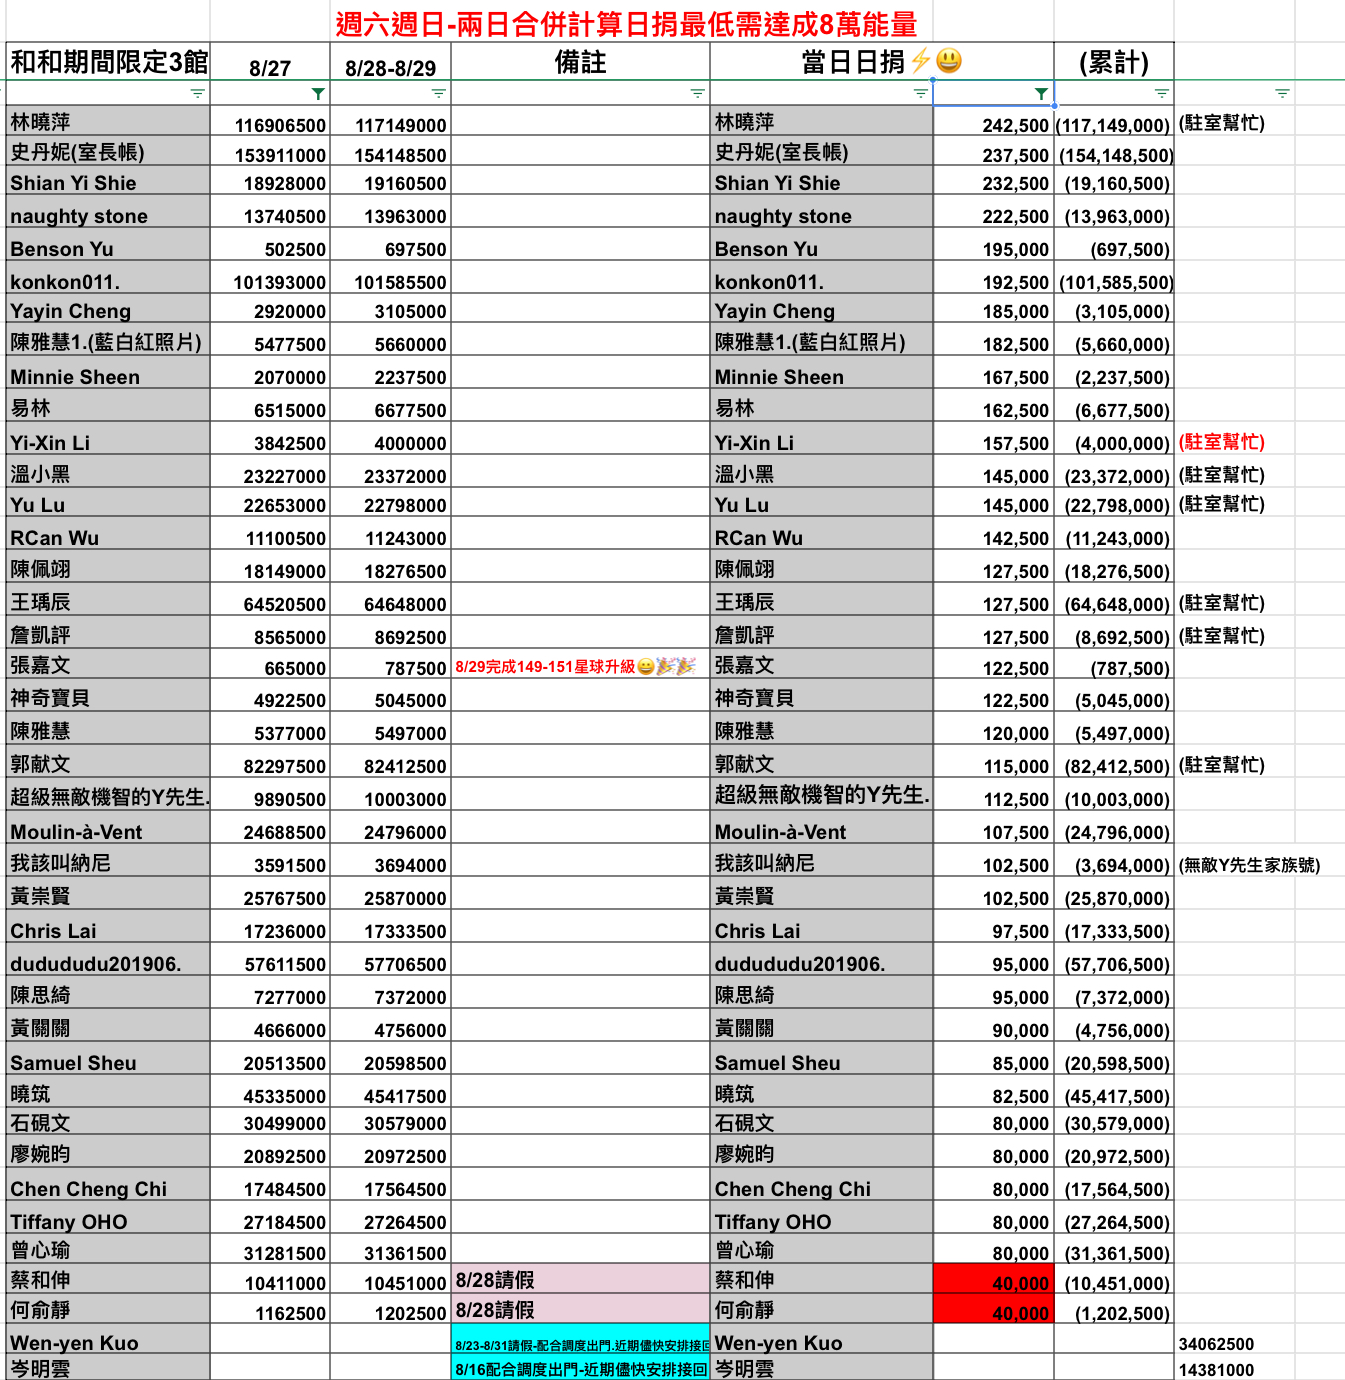 週六週日-兩日合併計算日捐最低需達成8萬能量
和和期間限定3館 8/27 8/28-8/29 備註 當日日捐⚡😃 (累計)
林曉萍 116906500 117149000 林曉萍 242,500 (117,149,000) (駐室幫忙)
史丹妮(室長帳) 153911000 154148500 史丹妮(室長帳) 237,500 (154,148,500)
Shian Yi Shie 18928000 19160500 Shian Yi Shie 232,500 (19,160,500)
naughty stone 13740500 13963000 naughty stone 222,500 (13,963,000)
Benson Yu 502500 697500 Benson Yu 195,000 (697,500)
konkon011. 101393000 101585500 konkon011. 192,500 (101,585,500)
Yayin Cheng 2920000 3105000 Yayin Cheng 185,000 (3,105,000)
陳雅慧1.(藍白紅照片) 5477500 5660000 陳雅慧1.(藍白紅照片) 182,500 (5,660,000)
Minnie Sheen 2070000 2237500 Minnie Sheen 167,500 (2,237,500)
易林 6515000 6677500 易林 162,500 (6,677,500)
Yi-Xin Li 3842500 4000000 Yi-Xin Li 157,500 (4,000,000) (駐室幫忙)
溫小黑 23227000 23372000 溫小黑 145,000 (23,372,000) (駐室幫忙)
Yu Lu 22653000 22798000 Yu Lu 145,000 (22,798,000) (駐室幫忙)
RCan Wu 11100500 11243000 RCan Wu 142,500 (11,243,000)
陳佩翊 18149000 18276500 陳佩翊 127,500 (18,276,500)
王瑀辰 64520500 64648000 王瑀辰 127,500 (64,648,000) (駐室幫忙)
詹凱評 8565000 8692500 詹凱評 127,500 (8,692,500) (駐室幫忙)
張嘉文 665000 787500 8/29完成149-151星球升級😀🎉🎉 張嘉文 122,500 (787,500)
神奇寶貝 4922500 5045000 神奇寶貝 122,500 (5,045,000)
陳雅慧 5377000 5497000 陳雅慧 120,000 (5,497,000)
郭献文 82297500 82412500 郭献文 115,000 (82,412,500) (駐室幫忙)
超級無敵機智的Y先生. 9890500 10003000 超級無敵機智的Y先生. 112,500 (10,003,000)
Moulin-à-Vent 24688500 24796000 Moulin-à-Vent 107,500 (24,796,000)
我該叫納尼 3591500 3694000 我該叫納尼 102,500 (3,694,000) (無敵Y先生家族號)
黃崇賢 25767500 25870000 黃崇賢 102,500 (25,870,000)
Chris Lai 17236000 17333500 Chris Lai 97,500 (17,333,500)
dudududu201906. 57611500 57706500 dudududu201906. 95,000 (57,706,500)
陳思綺 7277000 7372000 陳思綺 95,000 (7,372,000)
黃關關 4666000 4756000 黃關關 90,000 (4,756,000)
Samuel Sheu 20513500 20598500 Samuel Sheu 85,000 (20,598,500)
曉筑 45335000 45417500 曉筑 82,500 (45,417,500)
石硯文 30499000 30579000 石硯文 80,000 (30,579,000)
廖婉昀 20892500 20972500 廖婉昀 80,000 (20,972,500)
Chen Cheng Chi 17484500 17564500 Chen Cheng Chi 80,000 (17,564,500)
Tiffany OHO 27184500 27264500 Tiffany OHO 80,000 (27,264,500)
曾心瑜 31281500 31361500 曾心瑜 80,000 (31,361,500)
蔡和伸 10411000 10451000 8/28請假 蔡和伸 40,000 (10,451,000)
何俞靜 1162500 1202500 8/28請假 何俞靜 40,000 (1,202,500)
Wen-yen Kuo 8/23-8/31請假-配合調度出門.近期儘快安排接回 Wen-yen Kuo 34062500
岑明雲 8/16配合調度出門-近期儘快安排接回 岑明雲 14381000